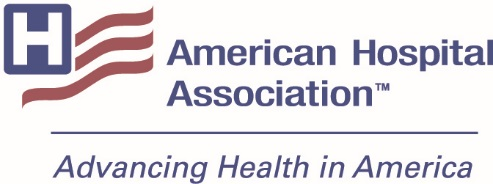 H
American Hospital
Association™
Advancing Health in America